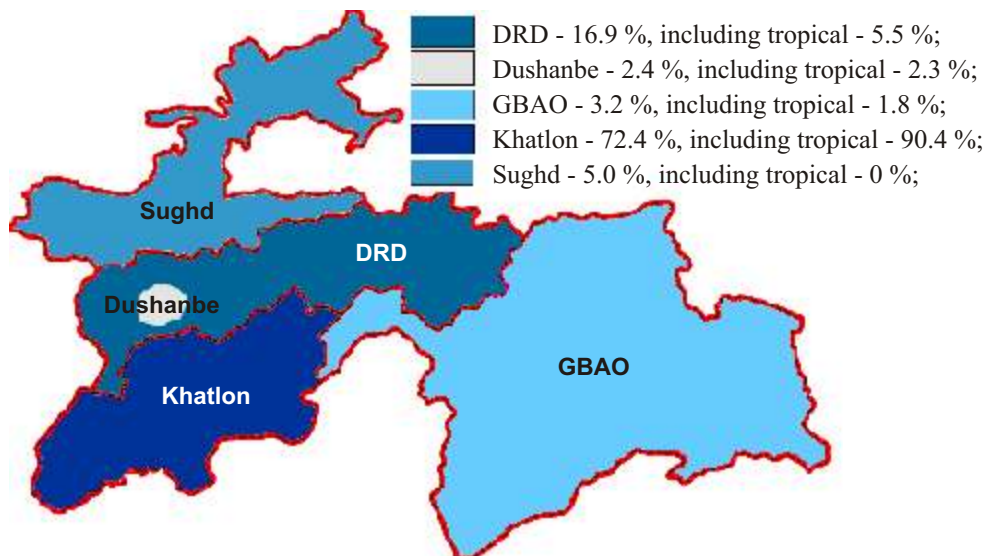 DRD - 16.9 %, including tropical - 5.5 %;
Dushanbe - 2.4 %, including tropical - 2.3 %;
GBAO - 3.2 %, including tropical - 1.8 %;
Khatlon - 72.4 %, including tropical - 90.4 %;
Sughd - 5.0 %, including tropical - 0 %;
Sughd
DRD
Dushanbe
GBAO
Khatlon